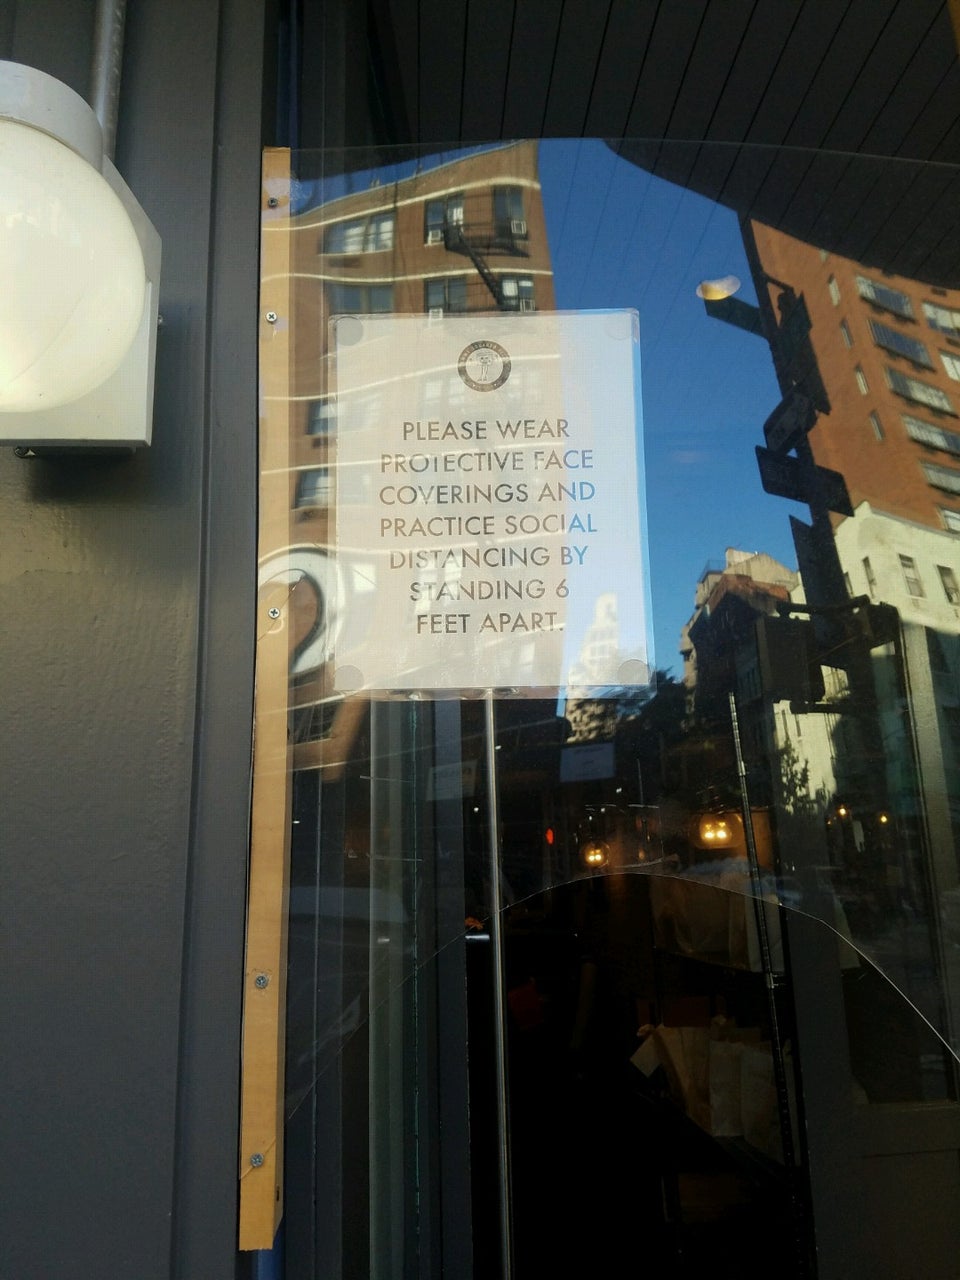 PLEASE WEAR
PROTECTIVE FACE
COVERINGS AND
PRACTICE SOCIAL
DISTANCING BY
STANDING 6
FEET APART.